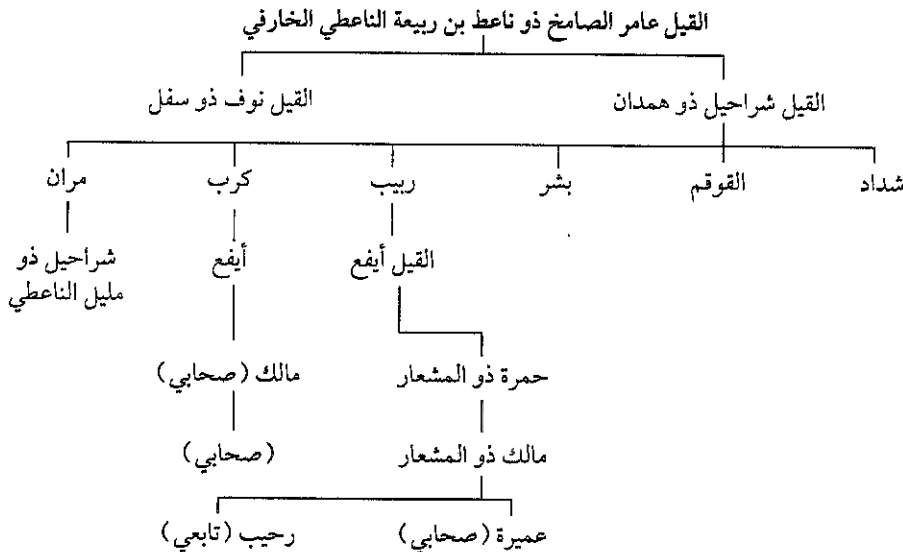 القيل عامر الصامخ ذو ناعط بن ربيعة الناعطي الخارفي
القيل شراحيل ذو همدان
القيل نوف ذو سفل
شداد
القوقم
بشر
ربيب
كرب
مران
القيل أيفع
أيفع
شراحيل ذو
مليل الناعطي
حمرة ذو المشعار
مالك (صحابي)
مالك ذو المشعار
(صحابي)
عميرة (صحابي)
رحيب (تابعي)